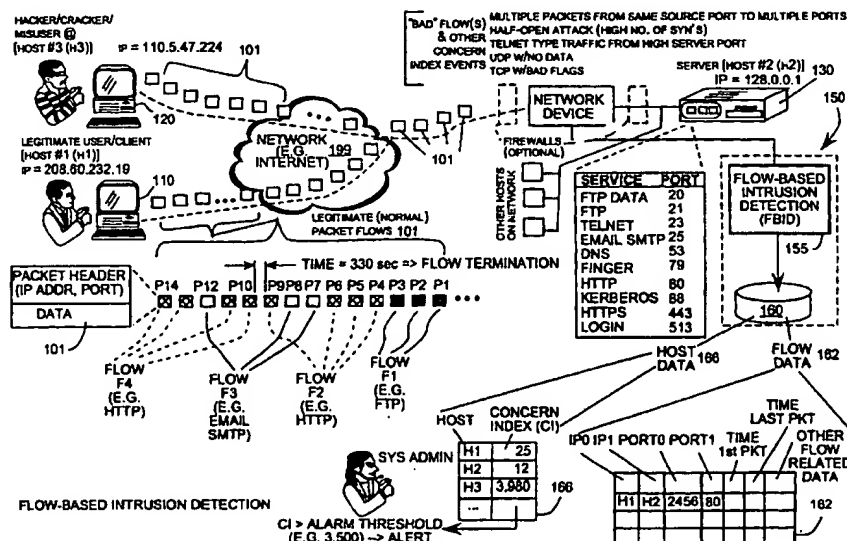 HACKER/CRACKER/
MISUSER @
[HOST #3 (H3)]
IP = 110.5.47.224
101
120
LEGITIMATE USER/CLIENT
[HOST #1 (H1)]
IP = 208.60.232.19
110
NETWORK 199
(E.G.
INTERNET)
101
"BAD" FLOW(S)
& OTHER
CONCERN
INDEX EVENTS
MULTIPLE PACKETS FROM SAME SOURCE PORT TO MULTIPLE PORTS
HALF-OPEN ATTACK (HIGH NO. OF SYN'S)
TELNET TYPE TRAFFIC FROM HIGH SERVER PORT
UDP W/NO DATA
TCP W/BAD FLAGS
SERVER [HOST #2 (H2)]
IP = 128.0.0.1
130
150
NETWORK
DEVICE
FIREWALLS
(OPTIONAL)
OTHER HOSTS
ON NETWORK
SERVICE PORT
FTP DATA 20
FTP 21
TELNET 23
EMAIL SMTP 25
DNS 53
FINGER 79
HTTP 80
KERBEROS 88
HTTPS 443
LOGIN 513
FLOW-BASED
INTRUSION
DETECTION
(FBID)
155
160
LEGITIMATE (NORMAL)
PACKET FLOWS 101
TIME = 330 sec => FLOW TERMINATION
PACKET HEADER
(IP ADDR, PORT)
DATA
101
P14 P12 P10 P9 P8 P7 P6 P5 P4 P3 P2 P1
FLOW
F4
(E.G.
HTTP)
FLOW
F3
(E.G.
EMAIL
SMTP)
FLOW
F2
(E.G.
HTTP)
FLOW
F1
(E.G.
FTP)
HOST
DATA 166
FLOW
DATA 162
HOST
CONCERN
INDEX (CI)
H1 25
H2 12
H3 3,980
...
166
SYS ADMIN
CI > ALARM THRESHOLD
(E.G. 3,500) --> ALERT
IP0 IP1 PORT0 PORT1
TIME
1st PKT
TIME
LAST PKT
OTHER
FLOW
RELATED
DATA
H1 H2 2456 80
162
FLOW-BASED INTRUSION DETECTION